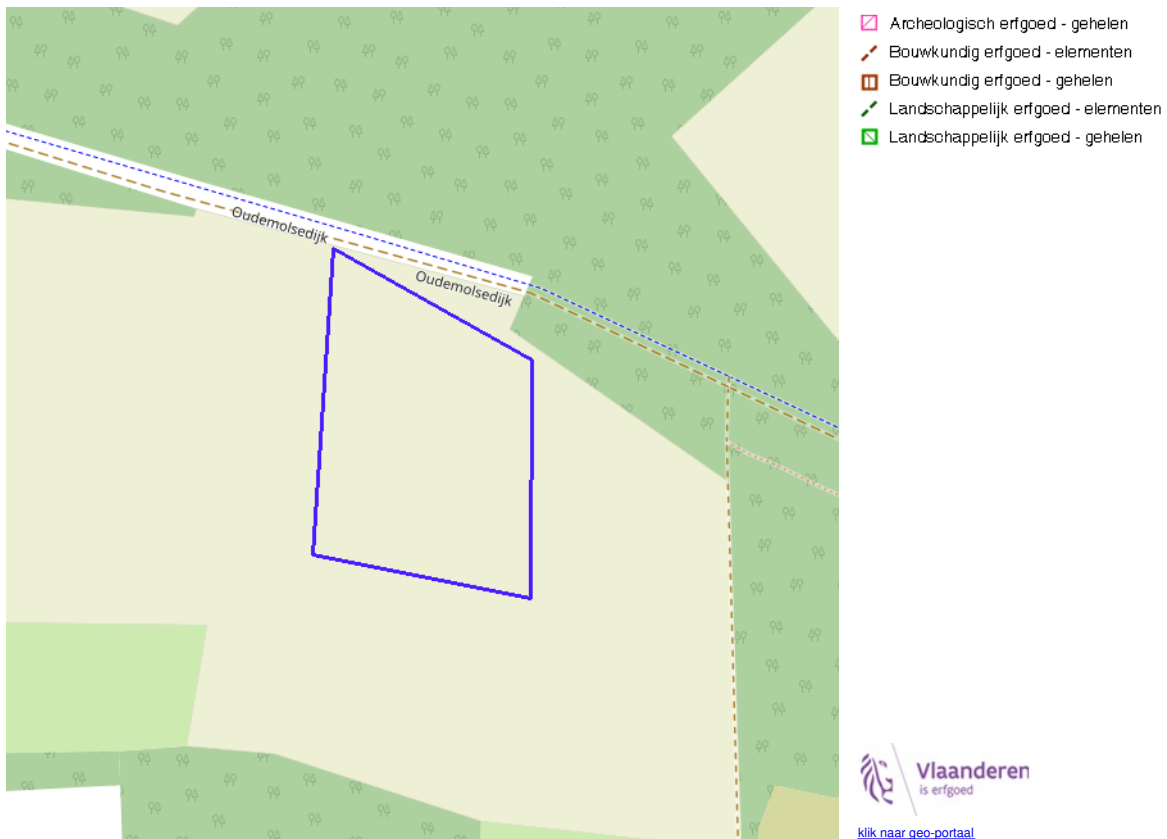 Oudemolsedijk
Oudemolsedijk
Archeologisch erfgoed - gehelen
Bouwkundig erfgoed - elementen
Bouwkundig erfgoed - gehelen
Landschappelijk erfgoed - elementen
Landschappelijk erfgoed - gehelen
Vlaanderen
is erfgoed
klik naar geo-portaal